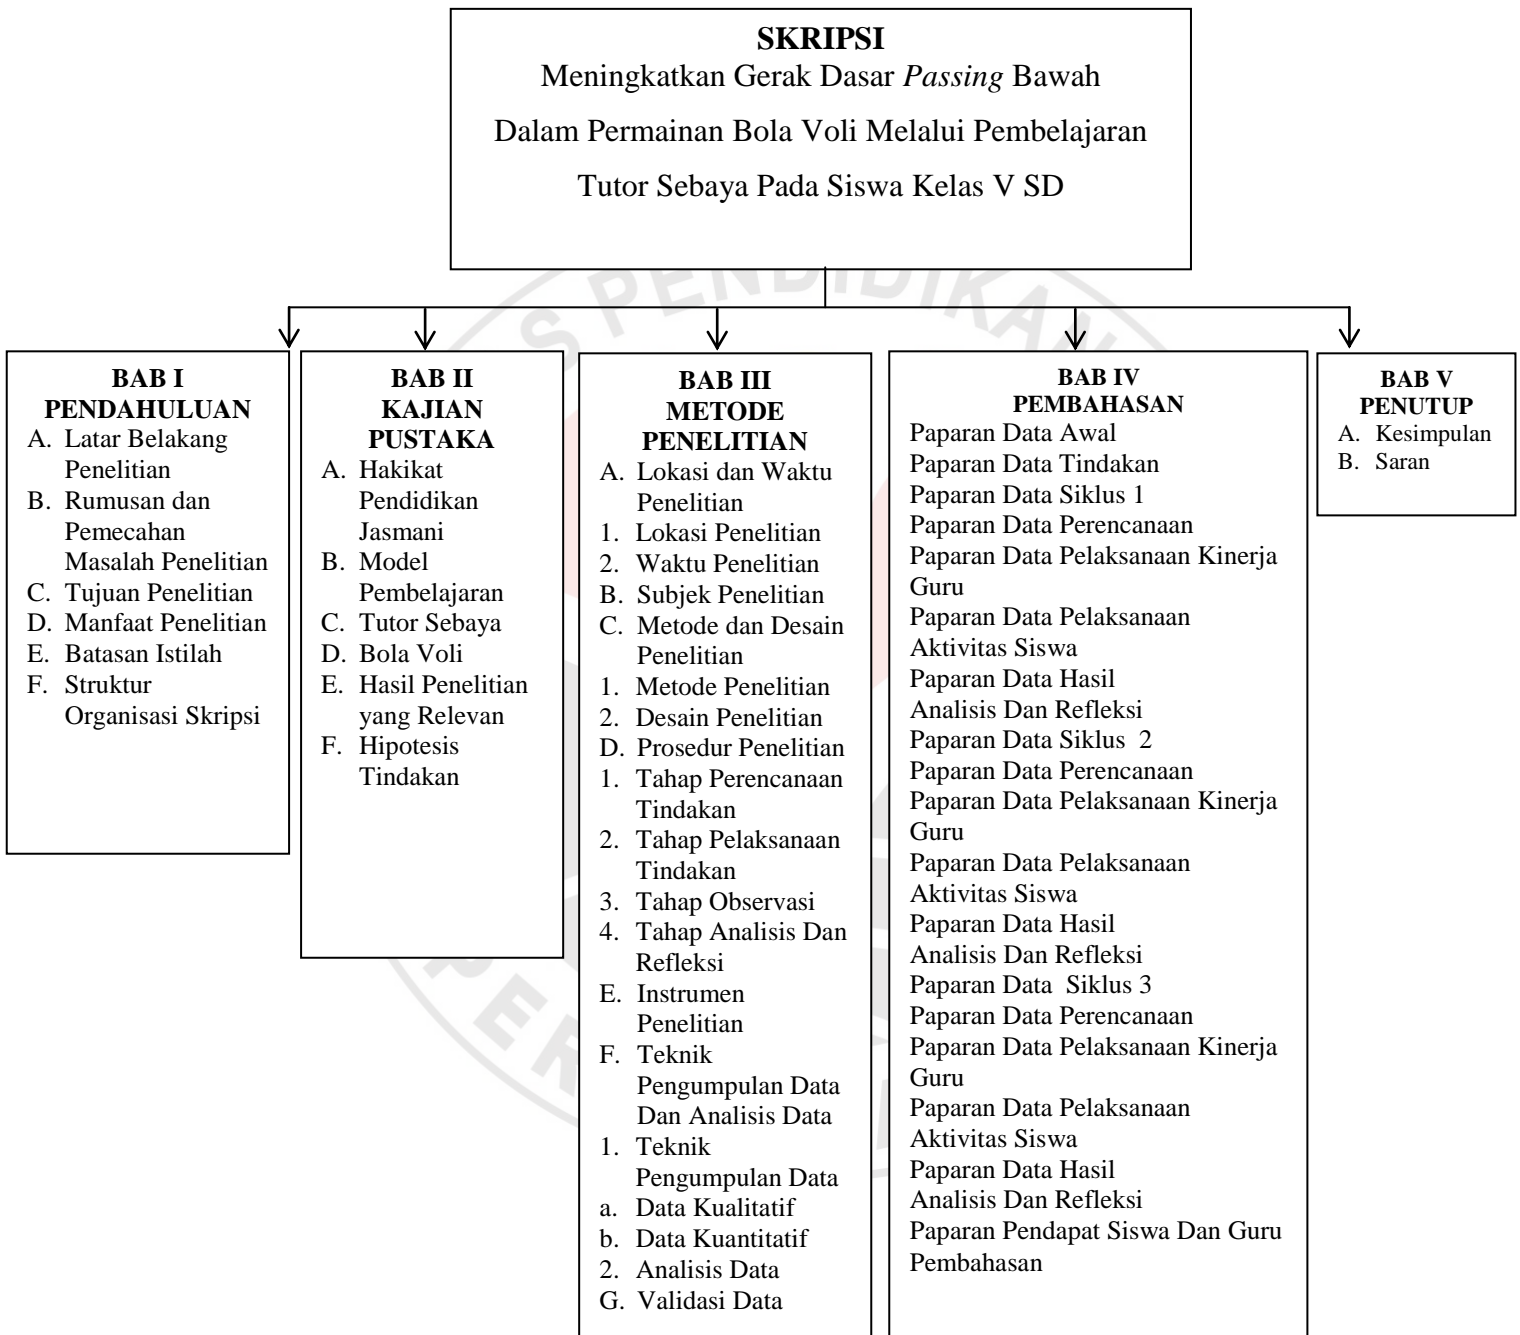 SKRIPSI
Meningkatkan Gerak Dasar Passing Bawah
Dalam Permainan Bola Voli Melalui Pembelajaran
Tutor Sebaya Pada Siswa Kelas V SD
S PENDIDIKAN
BAB I
PENDAHULUAN
A. Latar Belakang
Penelitian
B. Rumusan dan
Pemecahan
Masalah Penelitian
C. Tujuan Penelitian
D. Manfaat Penelitian
E. Batasan Istilah
F. Struktur
Organisasi Skripsi
BAB II
KAJIAN
PUSTAKA
A. Hakikat
Pendidikan
Jasmani
B. Model
Pembelajaran
C. Tutor Sebaya
D. Bola Voli
E. Hasil Penelitian
yang Relevan
F. Hipotesis
Tindakan
BAB III
METODE
PENELITIAN
A. Lokasi dan Waktu
Penelitian
1. Lokasi Penelitian
2. Waktu Penelitian
B. Subjek Penelitian
C. Metode dan Desain
Penelitian
1. Metode Penelitian
2. Desain Penelitian
D. Prosedur Penelitian
1. Tahap Perencanaan
Tindakan
2. Tahap Pelaksanaan
Tindakan
3. Tahap Observasi
4. Tahap Analisis Dan
Refleksi
E. Instrumen
Penelitian
F. Teknik
Pengumpulan Data
Dan Analisis Data
1. Teknik
Pengumpulan Data
a. Data Kualitatif
b. Data Kuantitatif
2. Analisis Data
G. Validasi Data
BAB IV
PEMBAHASAN
Paparan Data Awal
Paparan Data Tindakan
Paparan Data Siklus 1
Paparan Data Perencanaan
Paparan Data Pelaksanaan Kinerja
Guru
Paparan Data Pelaksanaan
Aktivitas Siswa
Paparan Data Hasil
Analisis Dan Refleksi
Paparan Data Siklus 2
Paparan Data Perencanaan
Paparan Data Pelaksanaan Kinerja
Guru
Paparan Data Pelaksanaan
Aktivitas Siswa
Paparan Data Hasil
Analisis Dan Refleksi
Paparan Data Siklus 3
Paparan Data Perencanaan
Paparan Data Pelaksanaan Kinerja
Guru
Paparan Data Pelaksanaan
Aktivitas Siswa
Paparan Data Hasil
Analisis Dan Refleksi
Paparan Pendapat Siswa Dan Guru
Pembahasan
BAB V
PENUTUP
A. Kesimpulan
B. Saran
PER